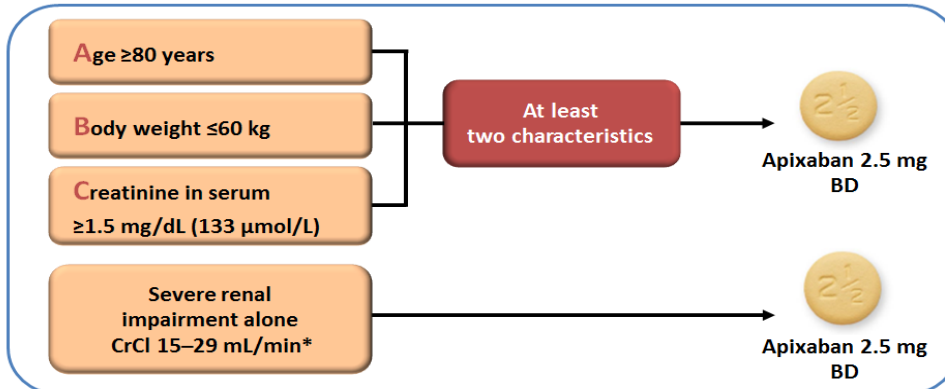 Age ≥80 years
Body weight ≤60 kg
Creatinine in serum
≥1.5 mg/dL (133 μmol/L)
At least
two characteristics
2½
Apixaban 2.5 mg
BD
Severe renal
impairment alone
CrCl 15–29 mL/min*
2½
Apixaban 2.5 mg
BD